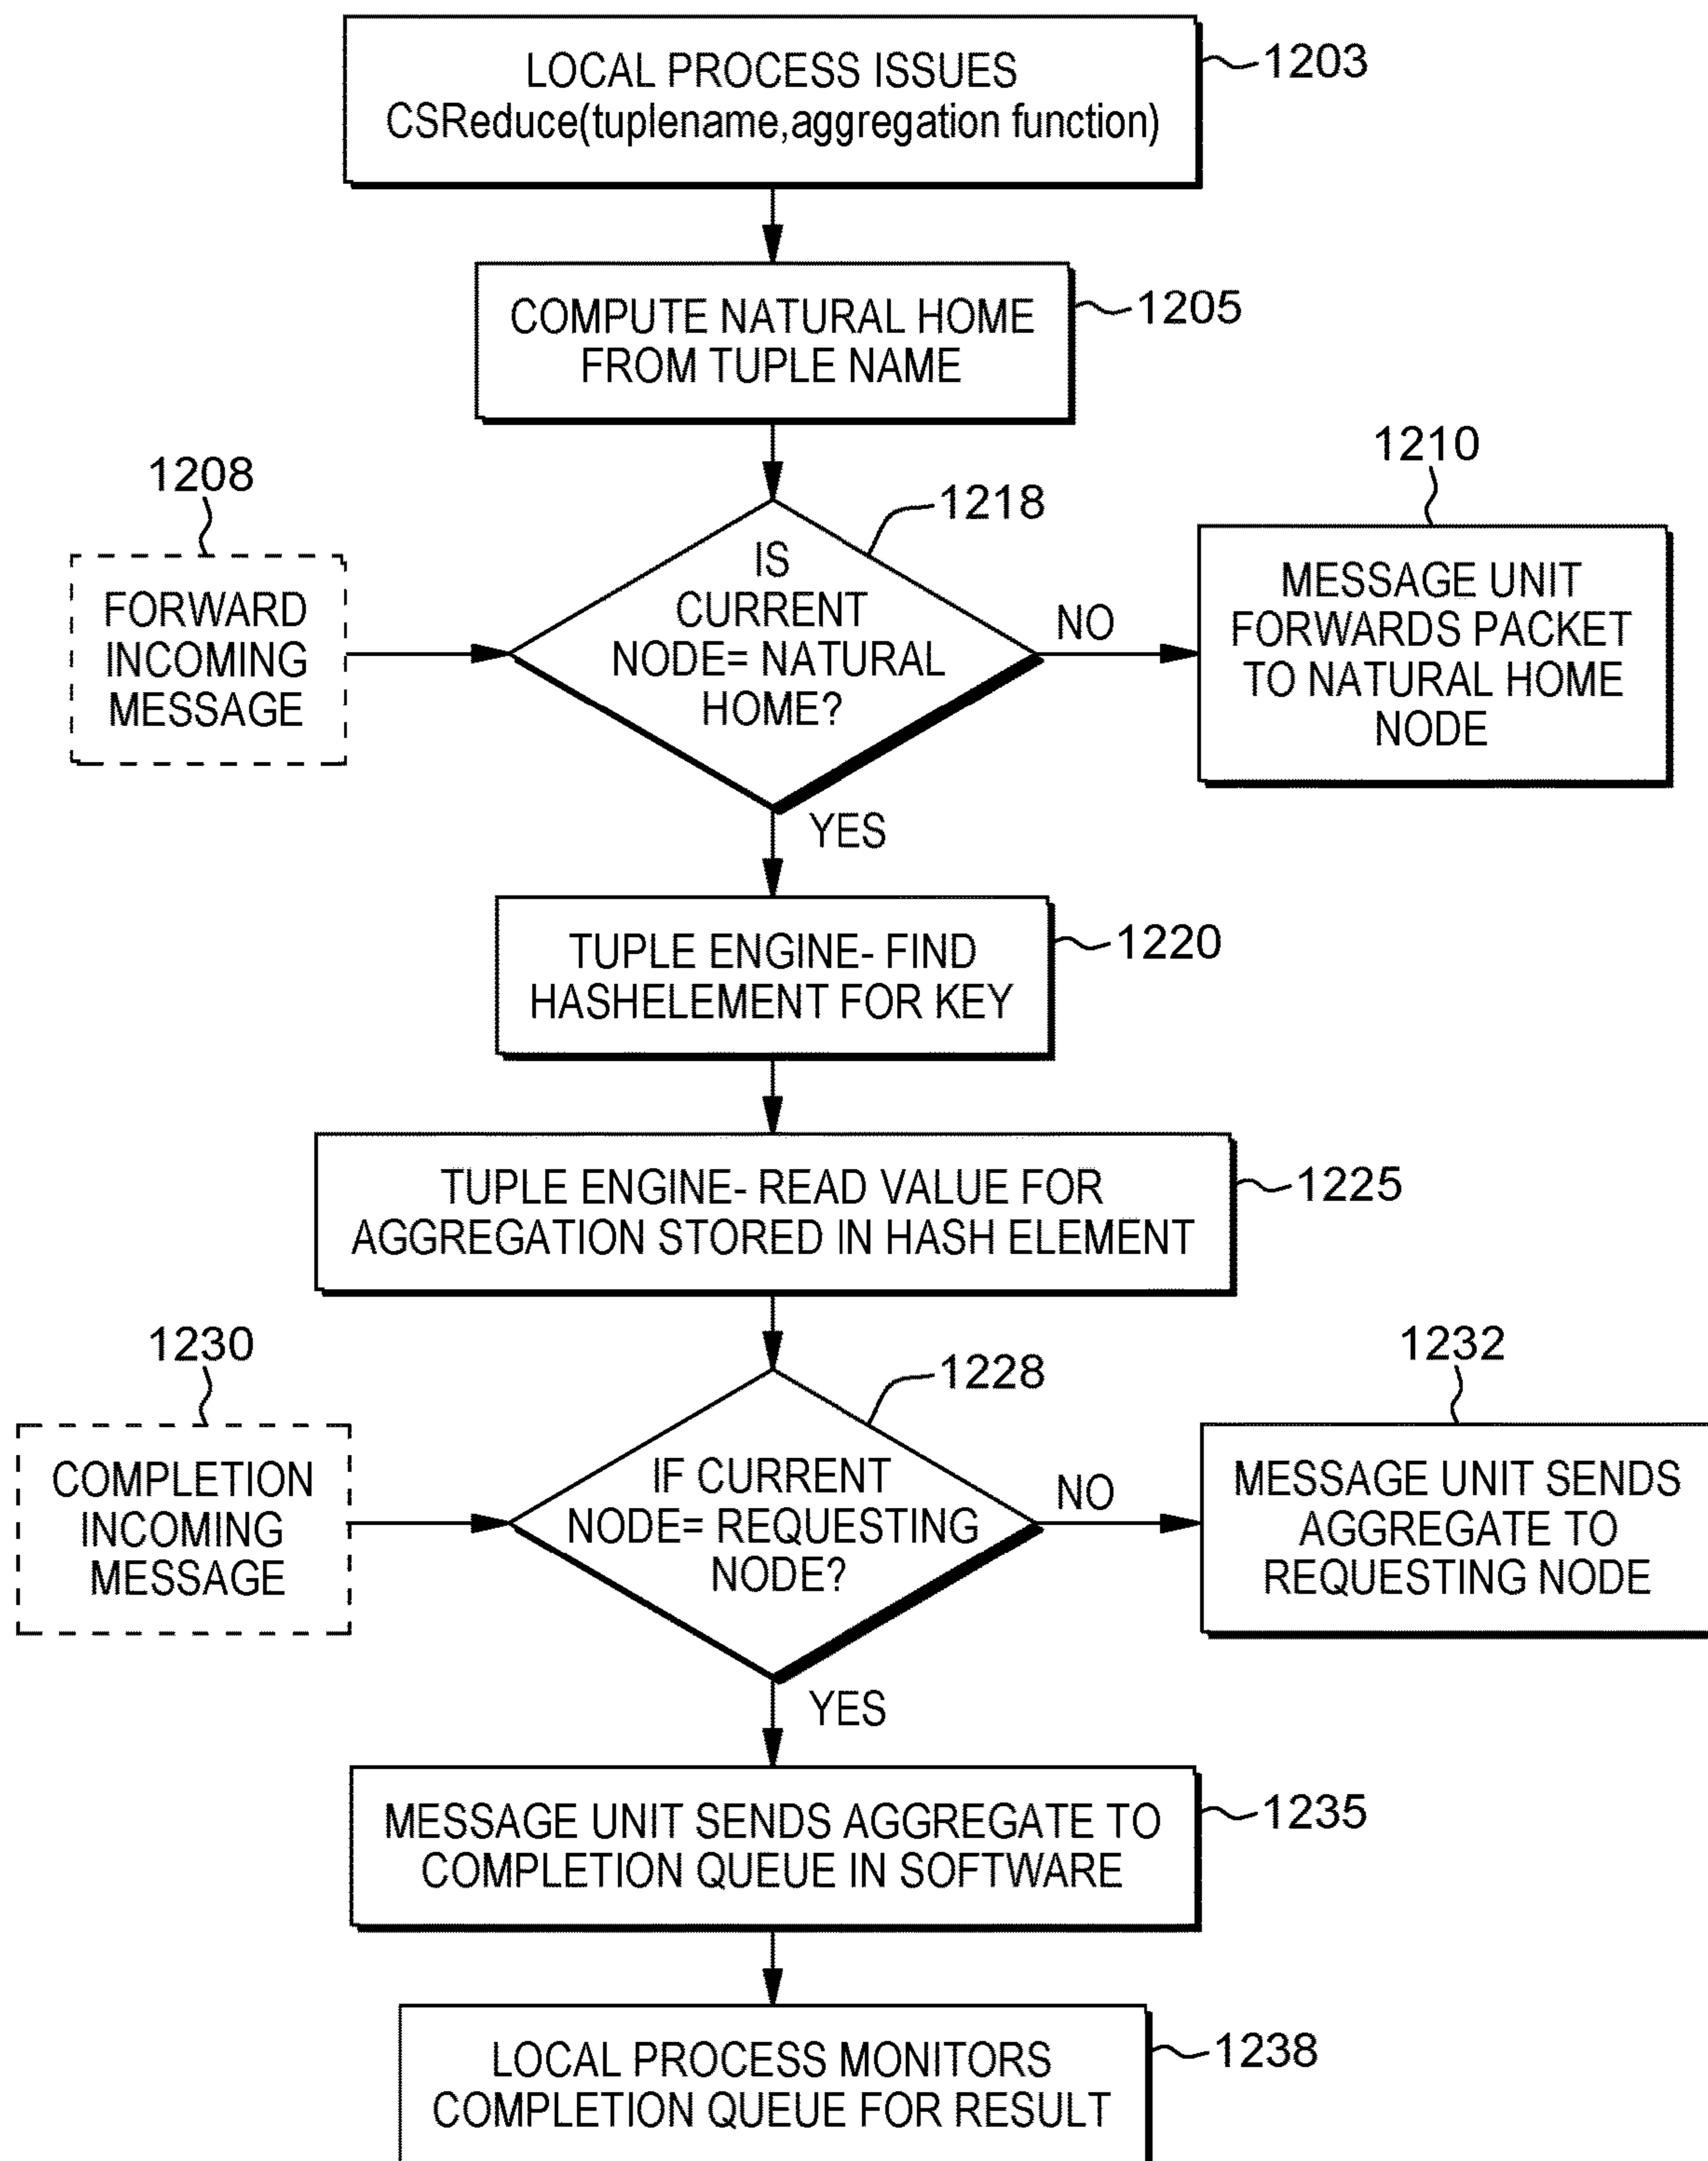 LOCAL PROCESS ISSUES
CSReduce(tuplename,aggregation function)
1203
COMPUTE NATURAL HOME
FROM TUPLE NAME
1205
1208
FORWARD
INCOMING
MESSAGE
1218
IS
CURRENT
NODE= NATURAL
HOME?
NO
1210
MESSAGE UNIT
FORWARDS PACKET
TO NATURAL HOME
NODE
YES
TUPLE ENGINE- FIND
HASHELEMENT FOR KEY
1220
TUPLE ENGINE- READ VALUE FOR
AGGREGATION STORED IN HASH ELEMENT
1225
1230
COMPLETION
INCOMING
MESSAGE
1228
IF CURRENT
NODE= REQUESTING
NODE?
NO
1232
MESSAGE UNIT SENDS
AGGREGATE TO
REQUESTING NODE
YES
MESSAGE UNIT SENDS AGGREGATE TO
COMPLETION QUEUE IN SOFTWARE
1235
LOCAL PROCESS MONITORS
COMPLETION QUEUE FOR RESULT
1238